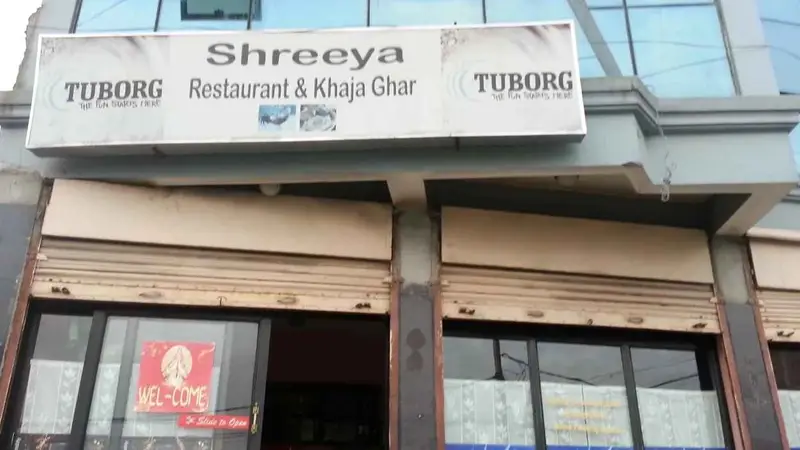 Shreeya
Restaurant & Khaja Ghar
TUBORG
THE FUN STARTS HERE
TUBORG
THE FUN STARTS HERE
WEL-COME
Slide to Open